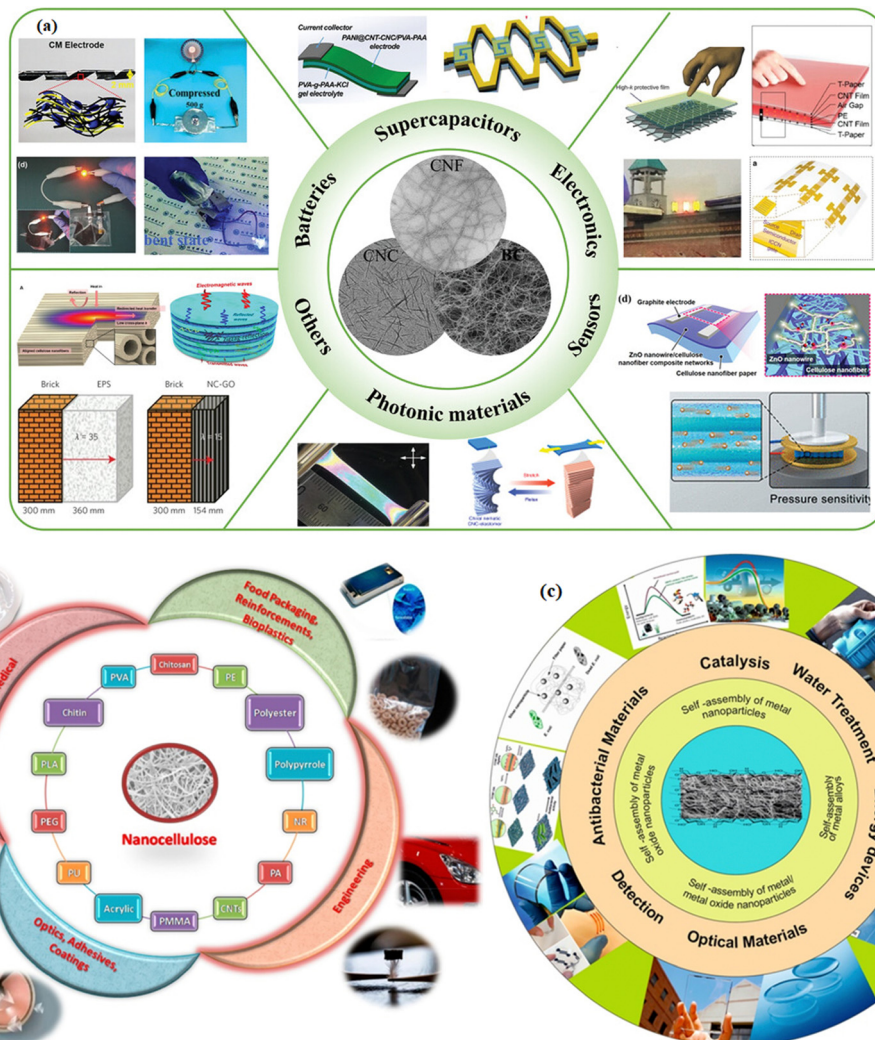 (a)
CM Electrode
Compressed
500 g
(d)
bent state
Current collector
PANI@CNT-CNC/PVA-PAA
electrode
PVA-g-PAA-KCl
gel electrolyte
High-k protective film
T-Paper
CNT Film
Air Gap
PE
CNT Film
T-Paper
a
Semiconductor
ICCN
Supercapacitors
Batteries
Electronics
Others
Sensors
Photonic materials
CNF
CNC
BC
A
Electromagnetic waves
Brick
EPS
Brick
NC-GO
λ = 35
λ = 15
300 mm
360 mm
300 mm
154 mm
Stretch
Relax
CNC-elastomer
(d)
Graphite electrode
ZnO nanowire/cellulose
nanofiber composite networks
Cellulose nanofiber paper
ZnO nanowire
Cellulose nanofiber
Pressure sensitivity
Food Packaging,
Reinforcements,
Bioplastics
Engineering
Optics, Adhesives,
Coatings
Chitosan
PE
Polyester
Polypyrrole
NR
PA
CNTs
PMMA
Acrylic
PU
PEG
PLA
Chitin
PVA
Nanocellulose
(c)
Catalysis
Water Treatment
Optical Materials
Detection
Antibacterial Materials
devices
Self -assembly of metal
nanoparticles
Self-assembly
of metal alloys
Self -assembly of metal/
metal oxide nanoparticles
Self -assembly of metal
oxide nanoparticles